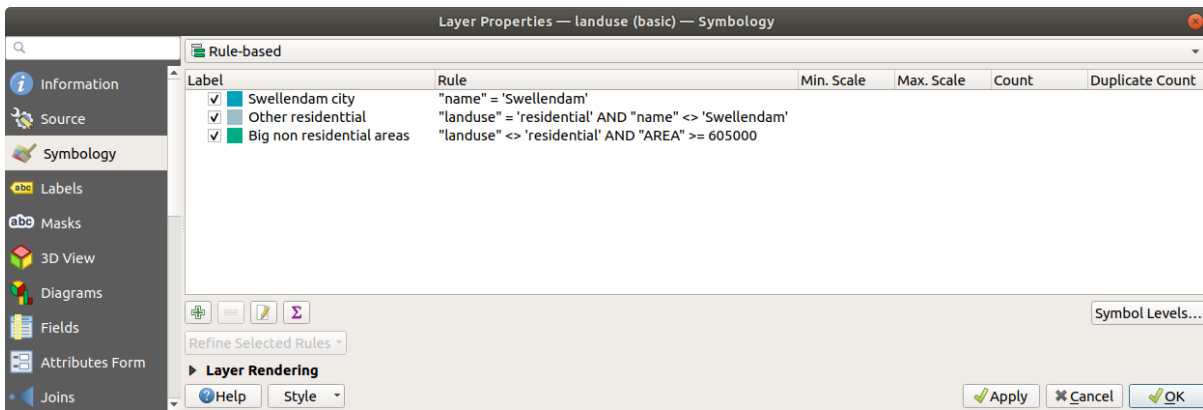 Layer Properties — landuse (basic) — Symbology
Rule-based
Information
Source
Symbology
abc Labels
abc Masks
3D View
Diagrams
Fields
Attributes Form
Joins
Label Rule Min. Scale Max. Scale Count Duplicate Count
Swellendam city "name" = 'Swellendam'
Other residenttial "landuse" = 'residential' AND "name" <> 'Swellendam'
Big non residential areas "landuse" <> 'residential' AND "AREA" >= 605000
Σ
Symbol Levels...
Refine Selected Rules
Layer Rendering
Help Style Apply Cancel OK